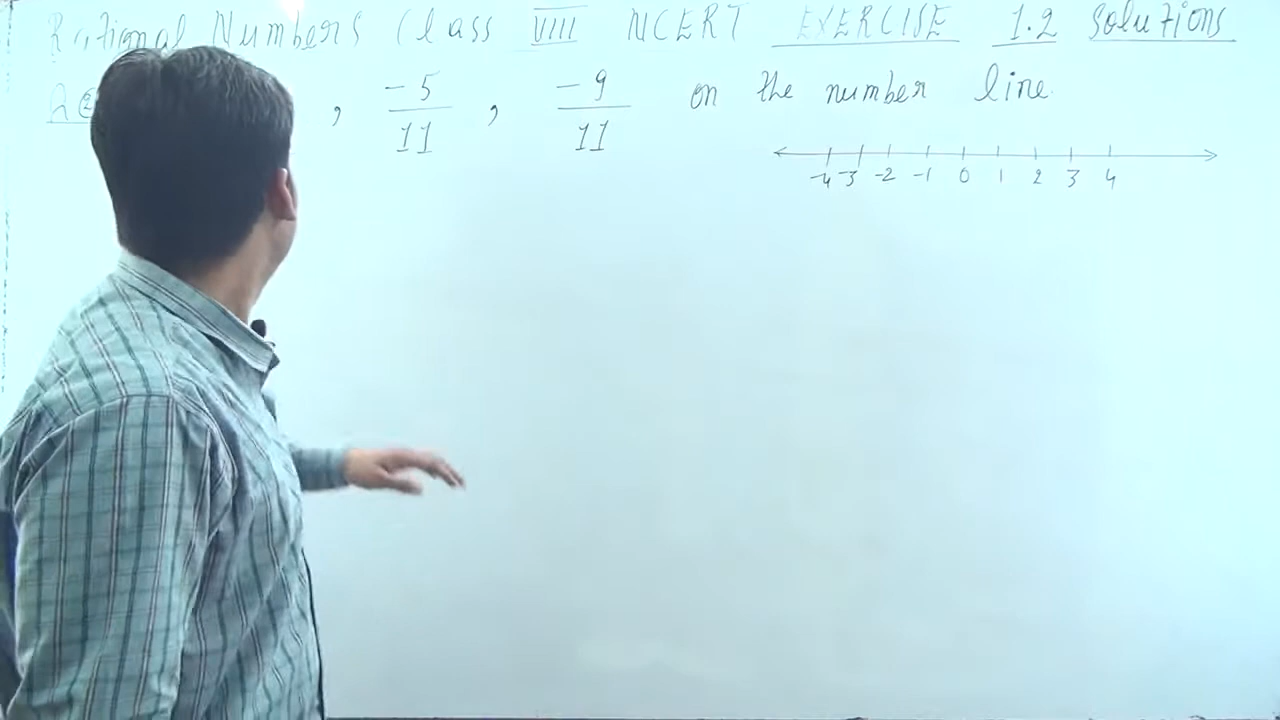 Rational Numbers Class VIII NCERT EXERCISE 1.2 Solutions
, -5/11 , -9/11 on the number line.
-4 -3 -2 -1 0 1 2 3 4